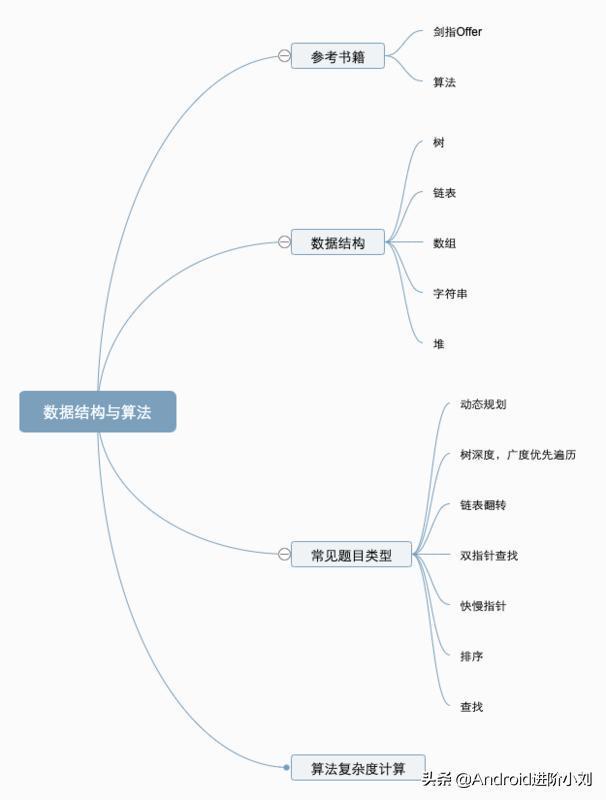 剑指Offer
参考书籍
算法
树
链表
数据结构
数组
字符串
堆
数据结构与算法
动态规划
树深度，广度优先遍历
链表翻转
常见题目类型
双指针查找
快慢指针
排序
查找
算法复杂度计算
头条 @Android进阶小刘